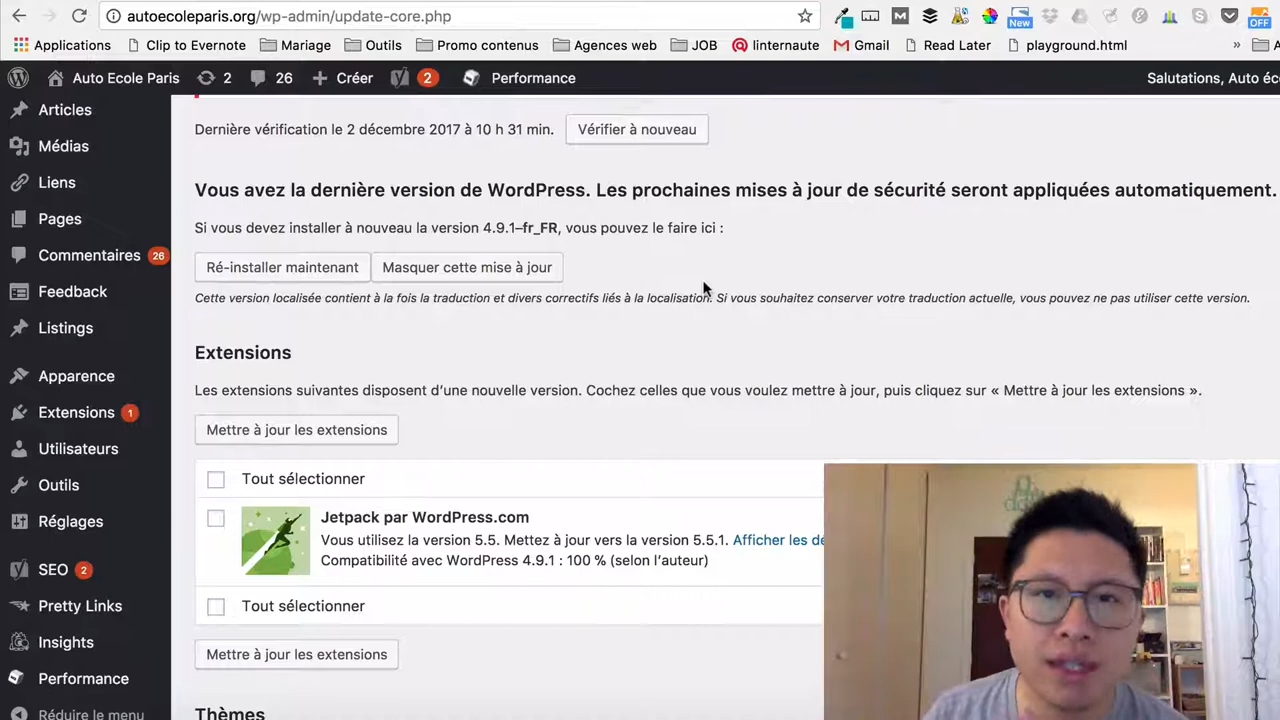 autoecoleparis.org/wp-admin/update-core.php
Applications Clip to Evernote Mariage Outils Promo contenus Agences web JOB linternaute Gmail Read Later playground.html »
New
OFF
Auto Ecole Paris 2 26 Créer 2 Performance Salutations, Auto éc
Articles
Médias
Liens
Pages
Commentaires 26
Feedback
Listings
Apparence
Extensions 1
Utilisateurs
Outils
Réglages
SEO 2
Pretty Links
Insights
Performance
Réduire le menu
Dernière vérification le 2 décembre 2017 à 10 h 31 min. Vérifier à nouveau
Vous avez la dernière version de WordPress. Les prochaines mises à jour de sécurité seront appliquées automatiquement.
Si vous devez installer à nouveau la version 4.9.1–fr_FR, vous pouvez le faire ici :
Ré-installer maintenant Masquer cette mise à jour
Cette version localisée contient à la fois la traduction et divers correctifs liés à la localisation. Si vous souhaitez conserver votre traduction actuelle, vous pouvez ne pas utiliser cette version.
Extensions
Les extensions suivantes disposent d’une nouvelle version. Cochez celles que vous voulez mettre à jour, puis cliquez sur « Mettre à jour les extensions ».
Mettre à jour les extensions
Tout sélectionner
Jetpack par WordPress.com
Vous utilisez la version 5.5. Mettez à jour vers la version 5.5.1. Afficher les dé
Compatibilité avec WordPress 4.9.1 : 100 % (selon l’auteur)
Tout sélectionner
Mettre à jour les extensions
Thèmes